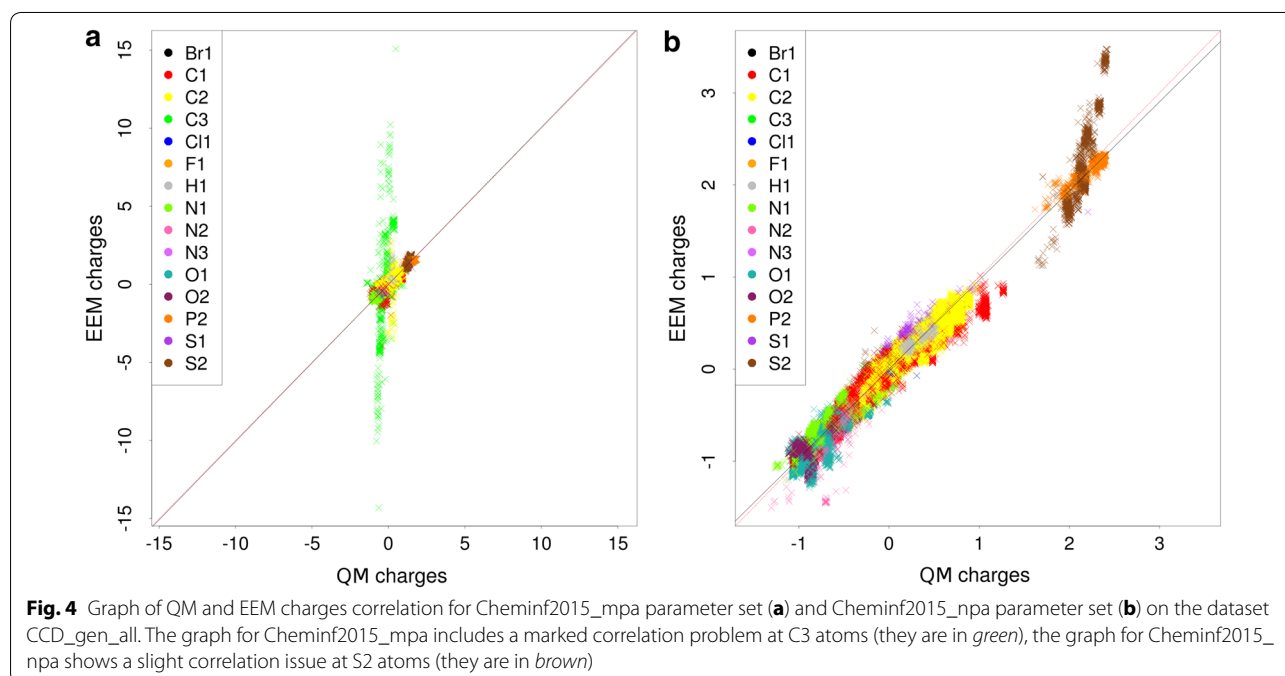 a
EEM charges
15
10
5
0
-5
-10
-15
Br1
C1
C2
C3
Cl1
F1
H1
N1
N2
N3
O1
O2
P2
S1
S2
-15 -10 -5 0 5 10 15
QM charges
b
EEM charges
3
2
1
0
-1
Br1
C1
C2
C3
Cl1
F1
H1
N1
N2
N3
O1
O2
P2
S1
S2
-1 0 1 2 3
QM charges
Fig. 4 Graph of QM and EEM charges correlation for Cheminf2015_mpa parameter set (a) and Cheminf2015_npa parameter set (b) on the dataset
CCD_gen_all. The graph for Cheminf2015_mpa includes a marked correlation problem at C3 atoms (they are in green), the graph for Cheminf2015_
npa shows a slight correlation issue at S2 atoms (they are in brown)